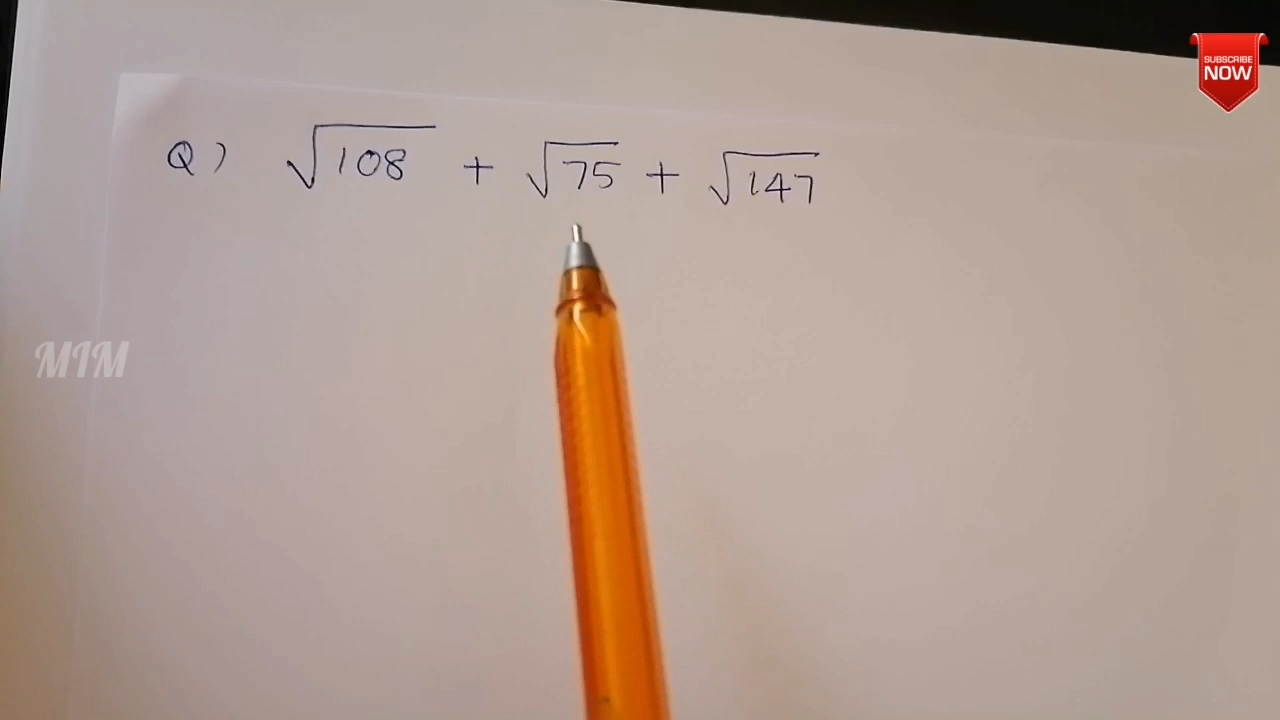 SUBSCRIBE
NOW
Q) √108 + √75 + √147
MIM